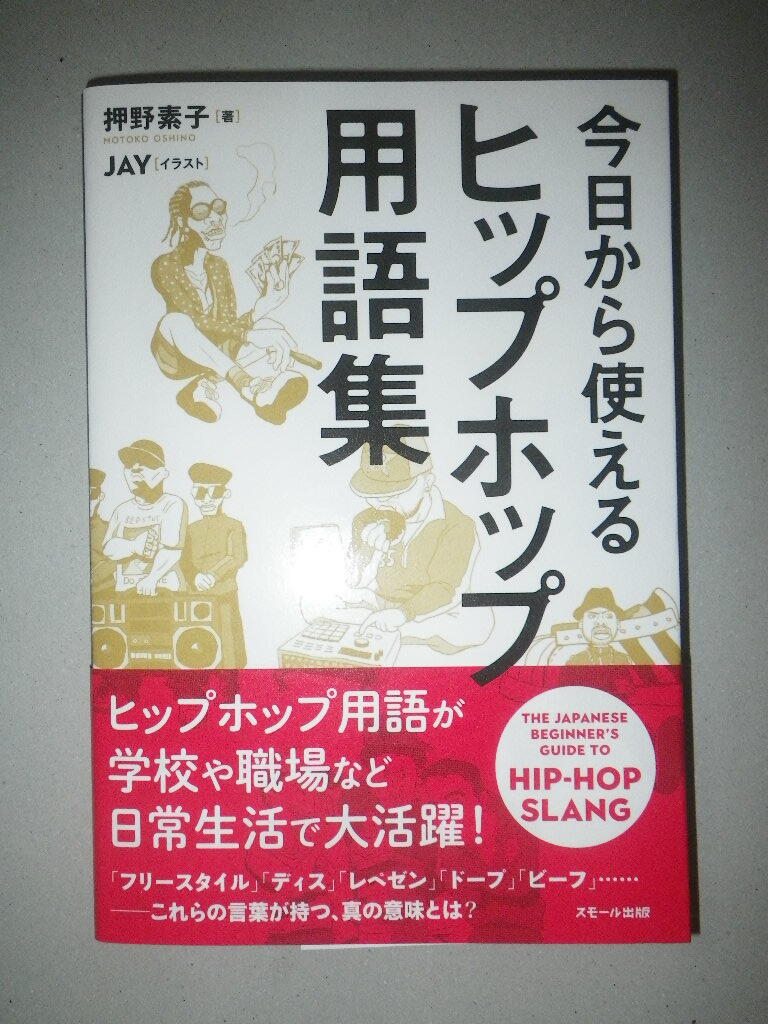 押野素子[著]
MOTOKO OSHINO
JAY[イラスト]
今日から使える
ヒップホップ
用語集
BEDSTUY
ヒップホップ用語が
学校や職場など
日常生活で大活躍!
THE JAPANESE
BEGINNER'S
GUIDE TO
HIP-HOP
SLANG
「フリースタイル」「ディス」「レペゼン」「ドープ」「ビーフ」……
――これらの言葉が持つ、真の意味とは?
スモール出版